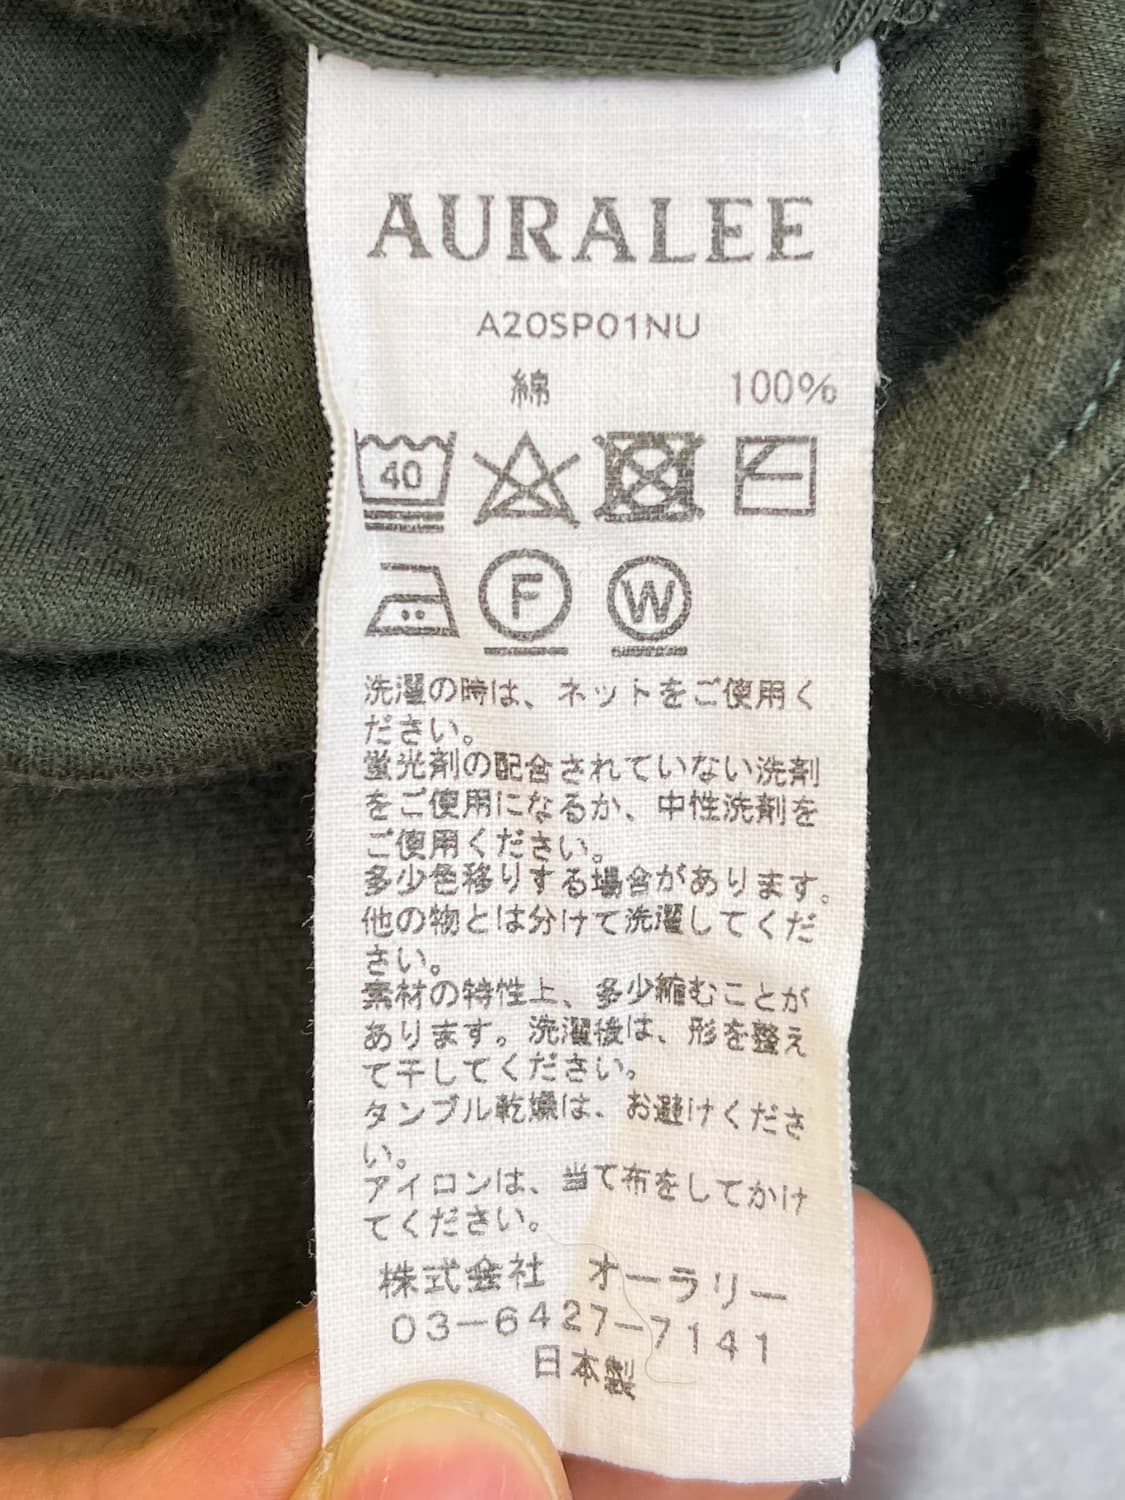 AURALEE
A20SP01NU
綿 100%
40
F W
洗濯の時は、ネットをご使用く
ださい。
蛍光剤の配合されていない洗剤
をご使用になるか、中性洗剤を
ご使用ください。
多少色移りする場合があります。
他の物とは分けて洗濯してくだ
さい。
素材の特性上、多少縮むことが
あります。洗濯後は、形を整え
て干してください。
タンブル乾燥は、お避けくださ
い。
アイロンは、当て布をしてかけ
てください。
株式会社 オーラリー
03-6427-7141
日本製